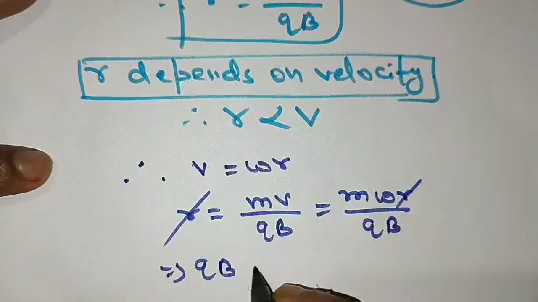 ∴ = ── / qB
r depends on velocity
∴ r ∝ V
∴ v = ωr
r = mv/qB = mωr/qB
=> qB